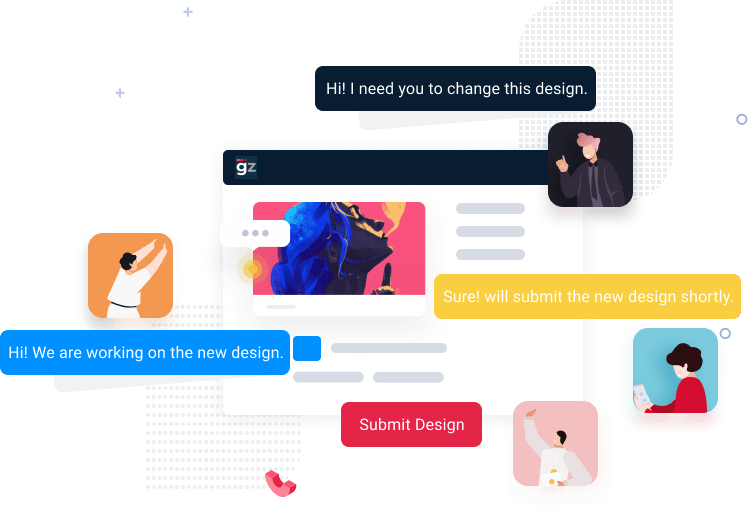 Hi! I need you to change this design.
gz
Sure! will submit the new design shortly.
Hi! We are working on the new design.
Submit Design